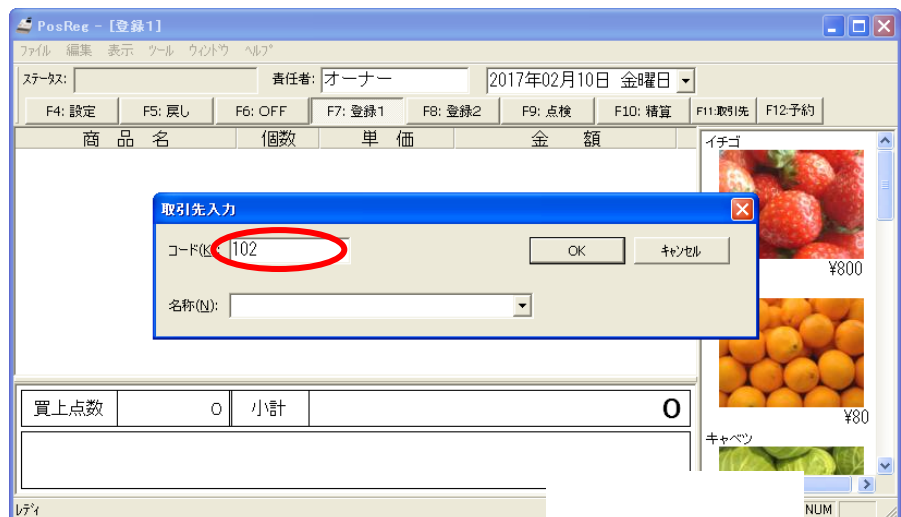 PosReg - [登録1]
ファイル 編集 表示 ツール ウィンドウ ヘルプ
ステータス: 責任者: オーナー 2017年02月10日 金曜日
F4: 設定 F5: 戻し F6: OFF F7: 登録1 F8: 登録2 F9: 点検 F10: 精算 F11:取引先 F12:予約
商品名 個数 単価 金額
イチゴ
取引先入力
コード(K): 102 OK キャンセル
¥800
名称(N):
¥80
買上点数 0 小計 0
キャベツ
レディ NUM